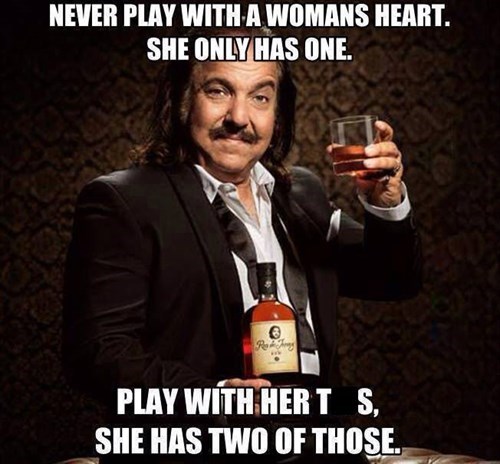 NEVER PLAY WITH A WOMANS HEART.
SHE ONLY HAS ONE.
PLAY WITH HER T S,
SHE HAS TWO OF THOSE.